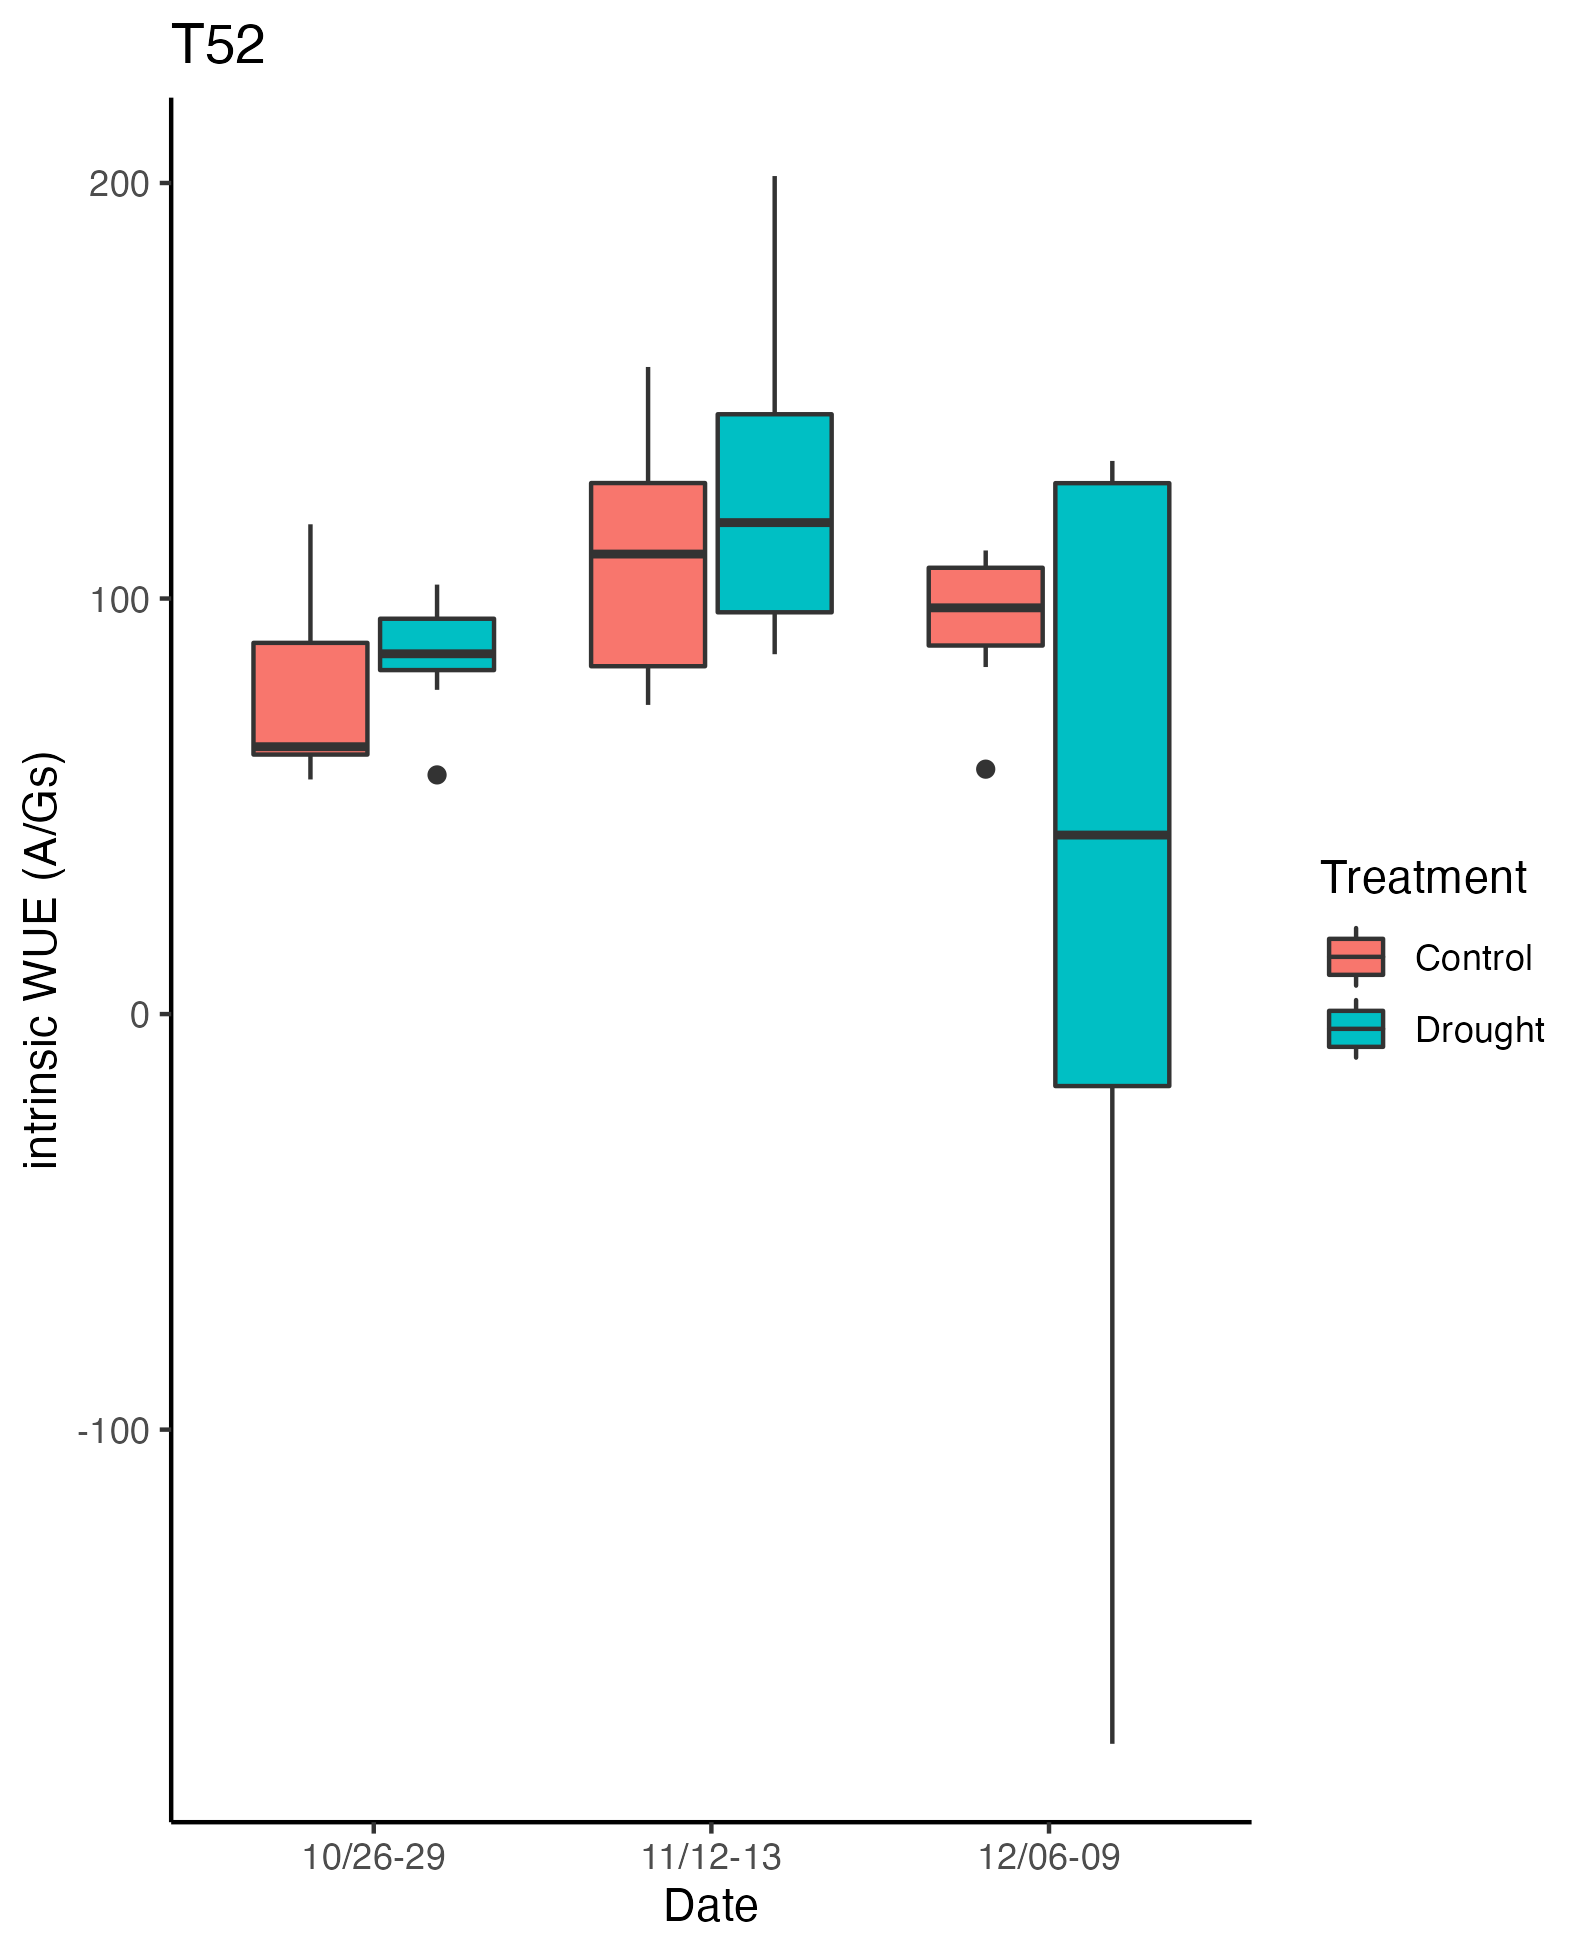 T52
200
100
0
-100
intrinsic WUE (A/Gs)
10/26-29
11/12-13
12/06-09
Date
Treatment
Control
Drought